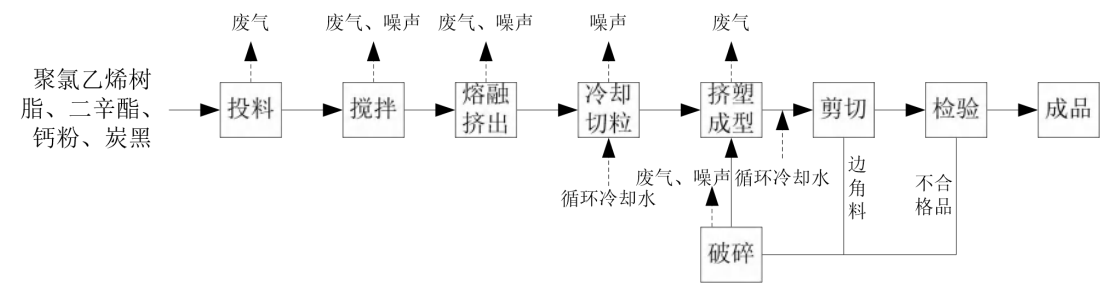 废气
废气、噪声
废气、噪声
噪声
废气
聚氯乙烯树
脂、二辛酯、
钙粉、炭黑
投料
搅拌
熔融
挤出
冷却
切粒
挤塑
成型
剪切
检验
成品
循环冷却水
废气、噪声
循环冷却水
边
角
料
不合
格品
破碎